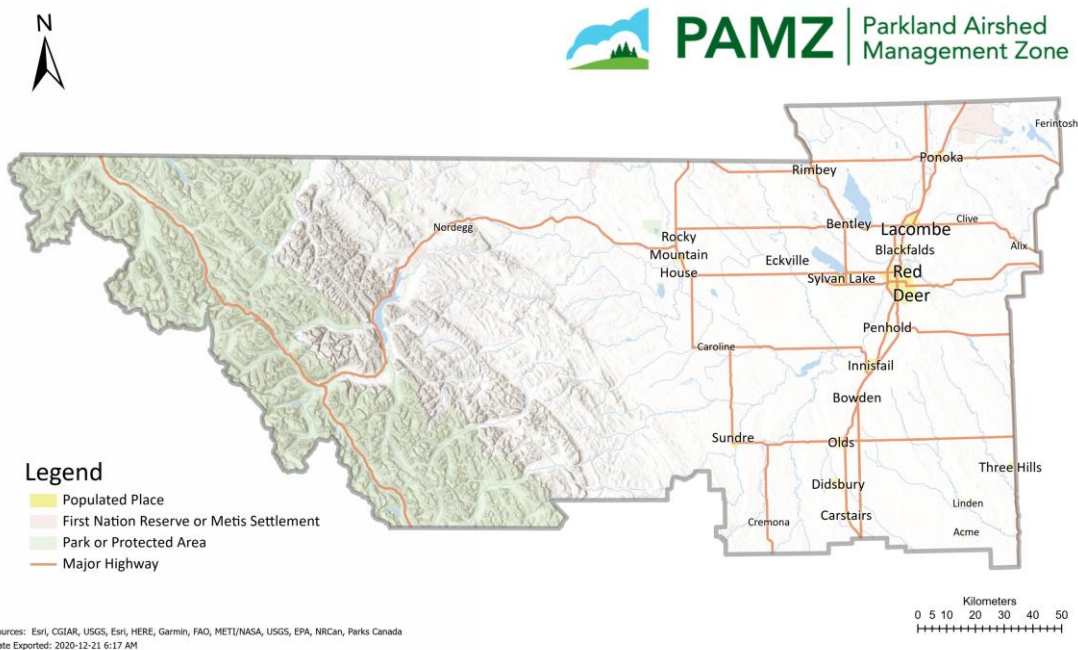 N
PAMZ
Parkland Airshed
Management Zone
Ferintosh
Ponoka
Rimbey
Clive
Bentley
Lacombe
Nordegg
Rocky
Mountain
House
Blackfalds
Alix
Eckville
Sylvan Lake
Red
Deer
Penhold
Caroline
Innisfail
Bowden
Sundre
Olds
Three Hills
Didsbury
Linden
Carstairs
Cremona
Acme
Legend
Populated Place
First Nation Reserve or Metis Settlement
Park or Protected Area
Major Highway
Kilometers
0 5 10 20 30 40 50
urces: Esri, CGIAR, USGS, Esri, HERE, Garmin, FAO, METI/NASA, USGS, EPA, NRCan, Parks Canada
ate Exported: 2020-12-21 6:17 AM